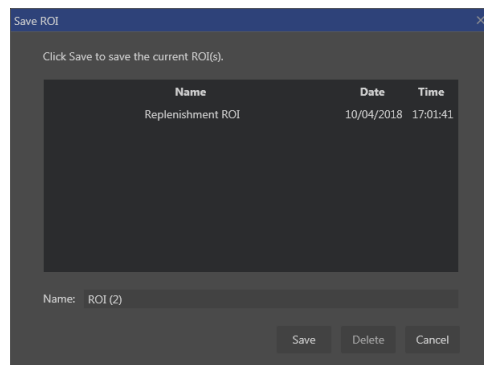 Save ROI
Click Save to save the current ROI(s).
Name Date Time
Replenishment ROI 10/04/2018 17:01:41
Name: ROI (2)
Save Delete Cancel